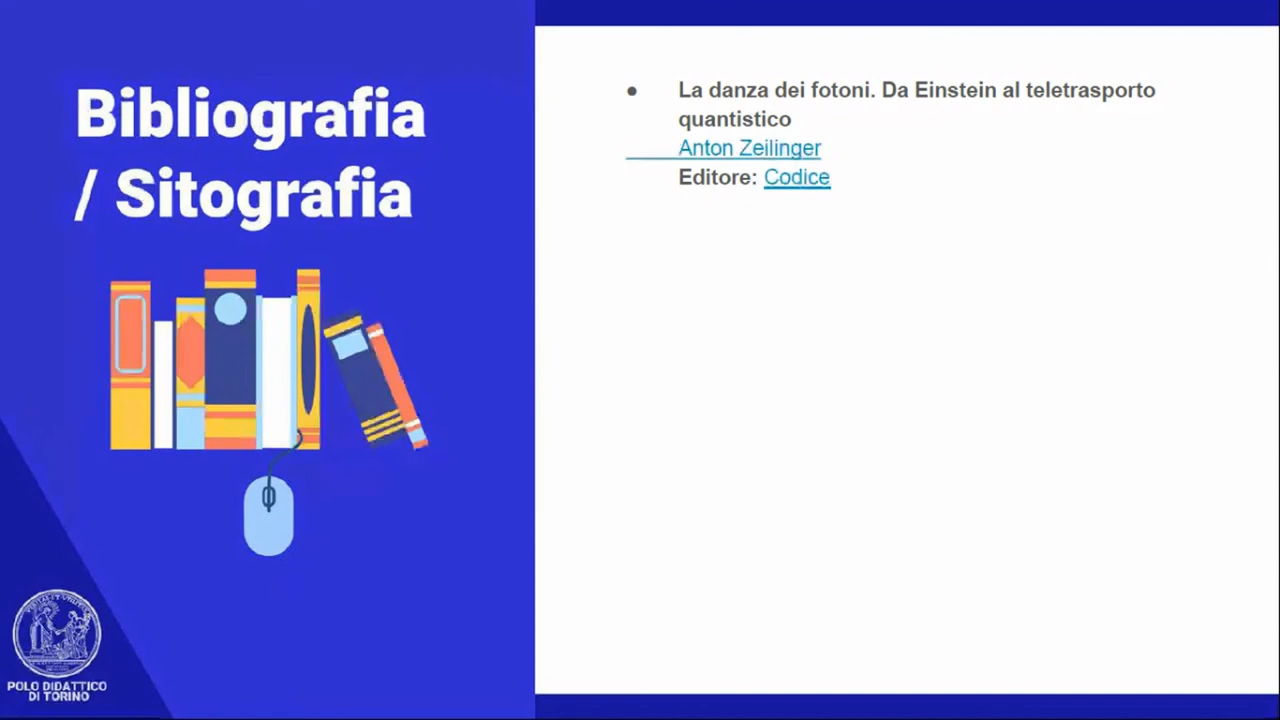 Bibliografia
/ Sitografia
● La danza dei fotoni. Da Einstein al teletrasporto
quantistico
Anton Zeilinger
Editore: Codice
POLO DIDATTICO
DI TORINO